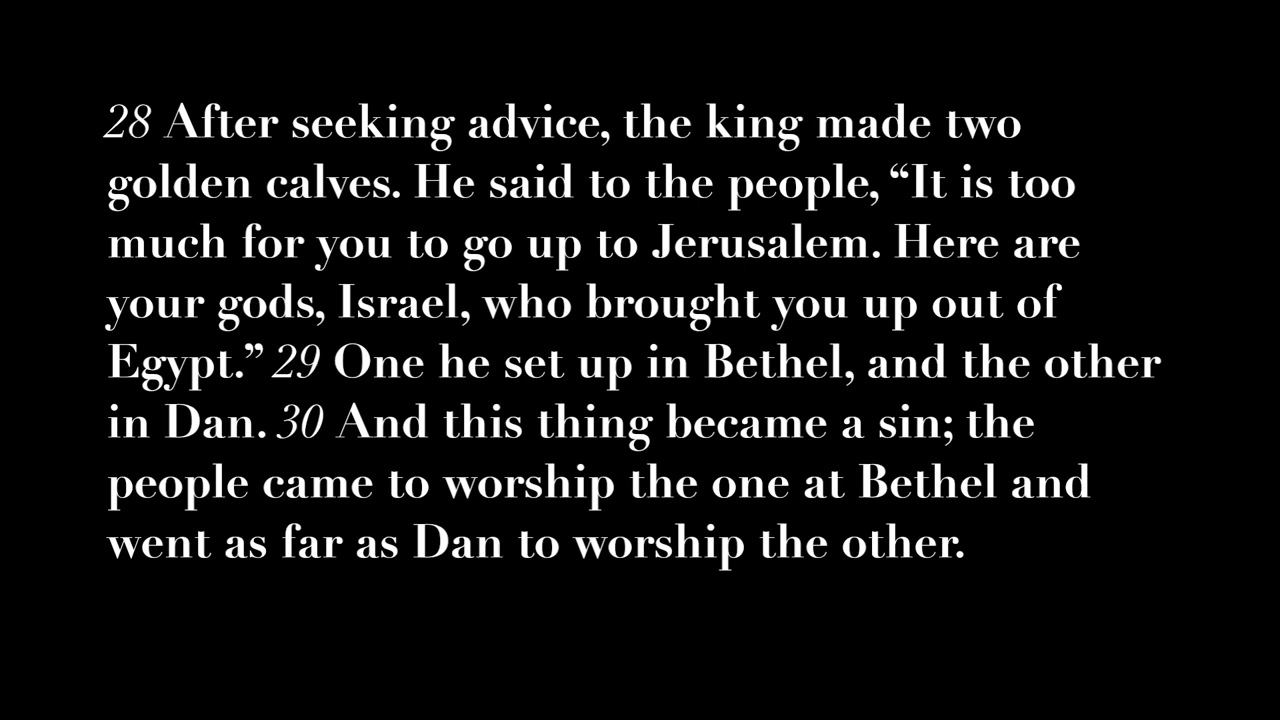 28 After seeking advice, the king made two
golden calves. He said to the people, “It is too
much for you to go up to Jerusalem. Here are
your gods, Israel, who brought you up out of
Egypt.” 29 One he set up in Bethel, and the other
in Dan. 30 And this thing became a sin; the
people came to worship the one at Bethel and
went as far as Dan to worship the other.